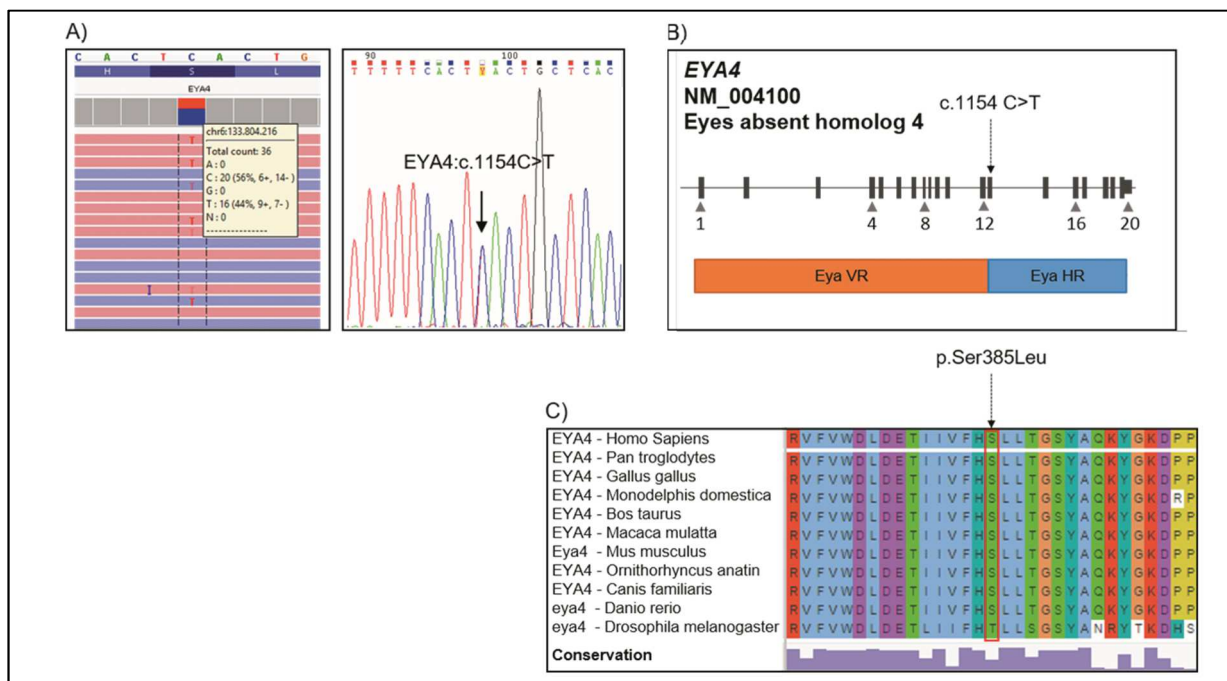 A)
C A C T C A C T G
H S L
EYA4
chr6:133.804.216
Total count: 36
A : 0
C : 20 (56%, 6+, 14- )
G : 0
T : 16 (44%, 9+, 7- )
N : 0
---------------
T
T
T
T
T
T
T
I
90 100
T T T T T C A C T Y A C T G C T C A C
EYA4:c.1154C>T
B)
EYA4
NM_004100
Eyes absent homolog 4
c.1154 C>T
1 4 8 12 16 20
Eya VR Eya HR
p.Ser385Leu
C)
EYA4 - Homo Sapiens R V F V W D L D E T I I V F H S L L T G S Y A Q K Y G K D P P
EYA4 - Pan troglodytes R V F V W D L D E T I I V F H S L L T G S Y A Q K Y G K D P P
EYA4 - Gallus gallus R V F V W D L D E T I I V F H S L L T G S Y A Q K Y G K D P P
EYA4 - Monodelphis domestica R V F V W D L D E T I I V F H S L L T G S Y A Q K Y G K D R P
EYA4 - Bos taurus R V F V W D L D E T I I V F H S L L T G S Y A Q K Y G K D P P
EYA4 - Macaca mulatta R V F V W D L D E T I I V F H S L L T G S Y A Q K Y G K D P P
Eya4 - Mus musculus R V F V W D L D E T I I V F H S L L T G S Y A Q K Y G K D P P
EYA4 - Ornithorhyncus anatin R V F V W D L D E T I I V F H S L L T G S Y A Q K Y G K D P P
EYA4 - Canis familiaris R V F V W D L D E T I I V F H S L L T G S Y A Q K Y G K D P P
eya4 - Danio rerio R V F V W D L D E T I I V F H S L L T G S Y A Q K Y G K D P P
eya4 - Drosophila melanogaster R V F V W D L D E T L I I F H T L L S G S Y A N R Y T K D H S
Conservation